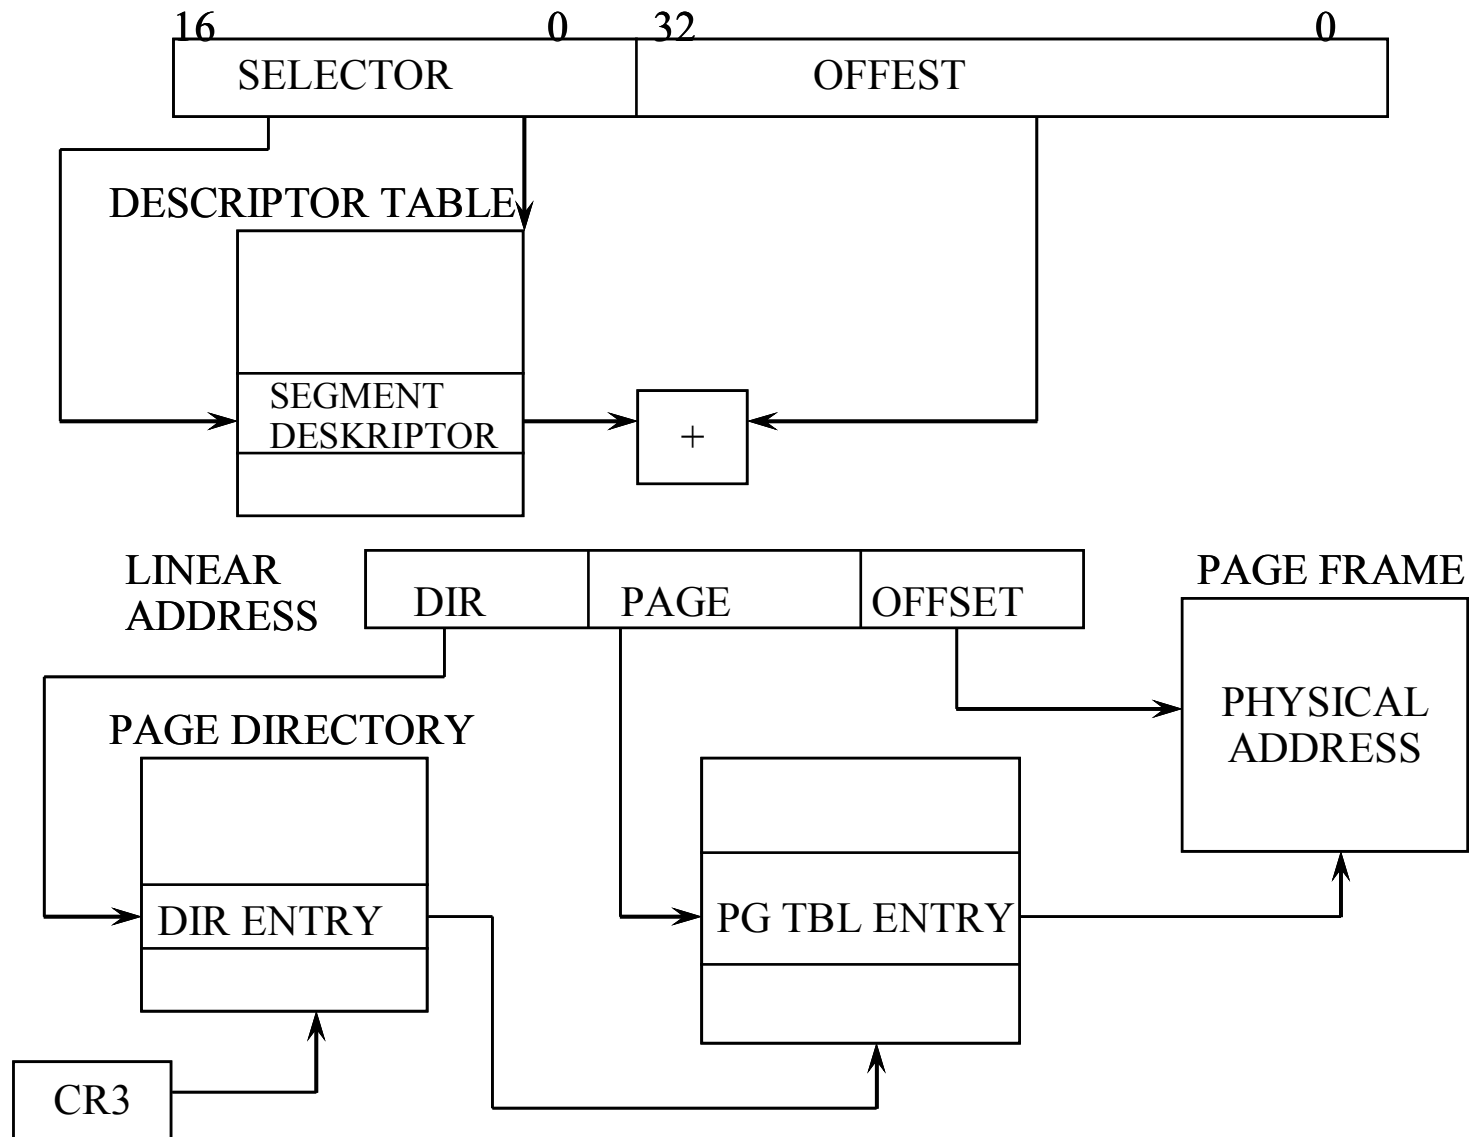 16 0 32 0
SELECTOR OFFEST
DESCRIPTOR TABLE
SEGMENT
DESKRIPTOR
+
LINEAR
ADDRESS
DIR PAGE OFFSET
PAGE FRAME
PHYSICAL
ADDRESS
PAGE DIRECTORY
DIR ENTRY
PG TBL ENTRY
CR3